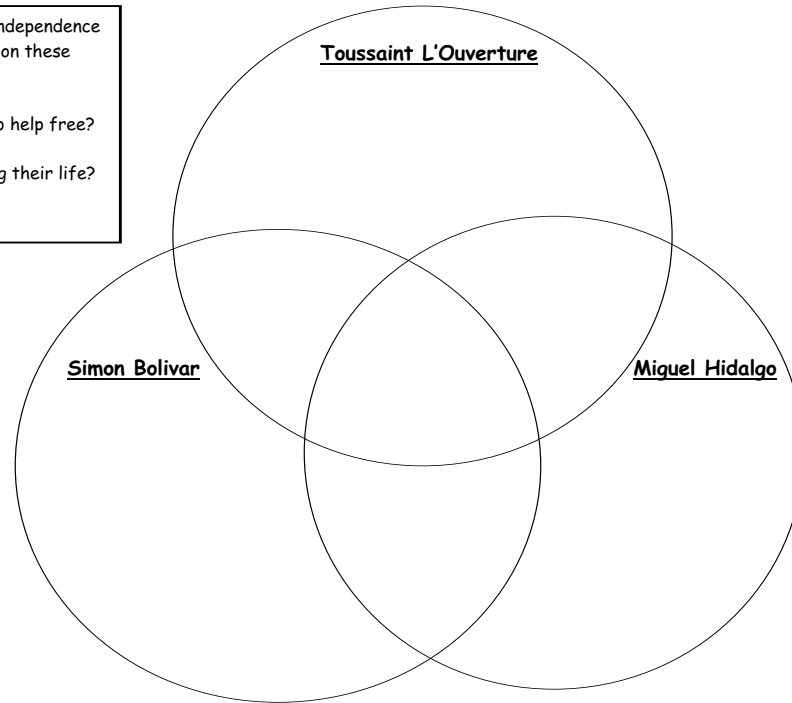 ndependence
on these
help free?
g their life?
Toussaint L'Ouverture
Simon Bolivar
Miguel Hidalgo